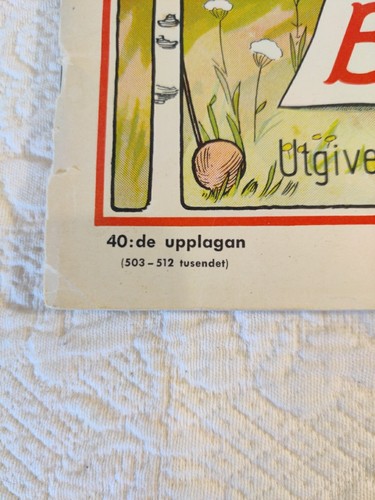 Utgive
40:de upplagan
(503-512 tusendet)